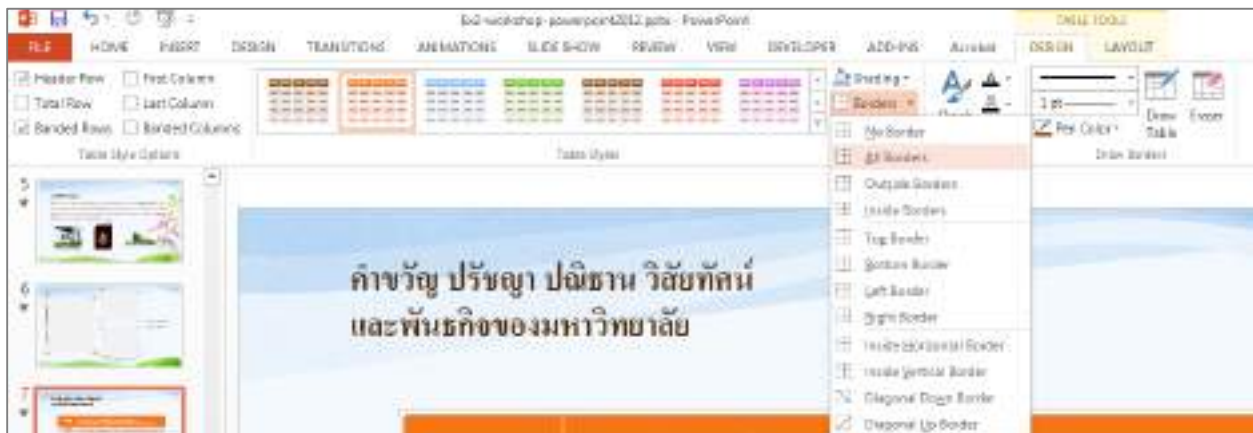 Ex2-workshop-powerpoint2012.pptx - PowerPoint
TABLE TOOLS
FILE HOME INSERT DESIGN TRANSITIONS ANIMATIONS SLIDE SHOW REVIEW VIEW DEVELOPER ADD-INS Acrobat DESIGN LAYOUT
Header Row First Column
Total Row Last Column
Banded Rows Banded Columns
Table Style Options
Table Styles
Shading
Borders
1 pt
Pen Color
Draw Table
Eraser
Draw Borders
No Border
All Borders
Outside Borders
Inside Borders
Top Border
Bottom Border
Left Border
Right Border
Inside Horizontal Border
Inside Vertical Border
Diagonal Down Border
Diagonal Up Border
5
6
7
คำขวัญ ปรัชญา ปณิธาน วิสัยทัศน์
และพันธกิจของมหาวิทยาลัย